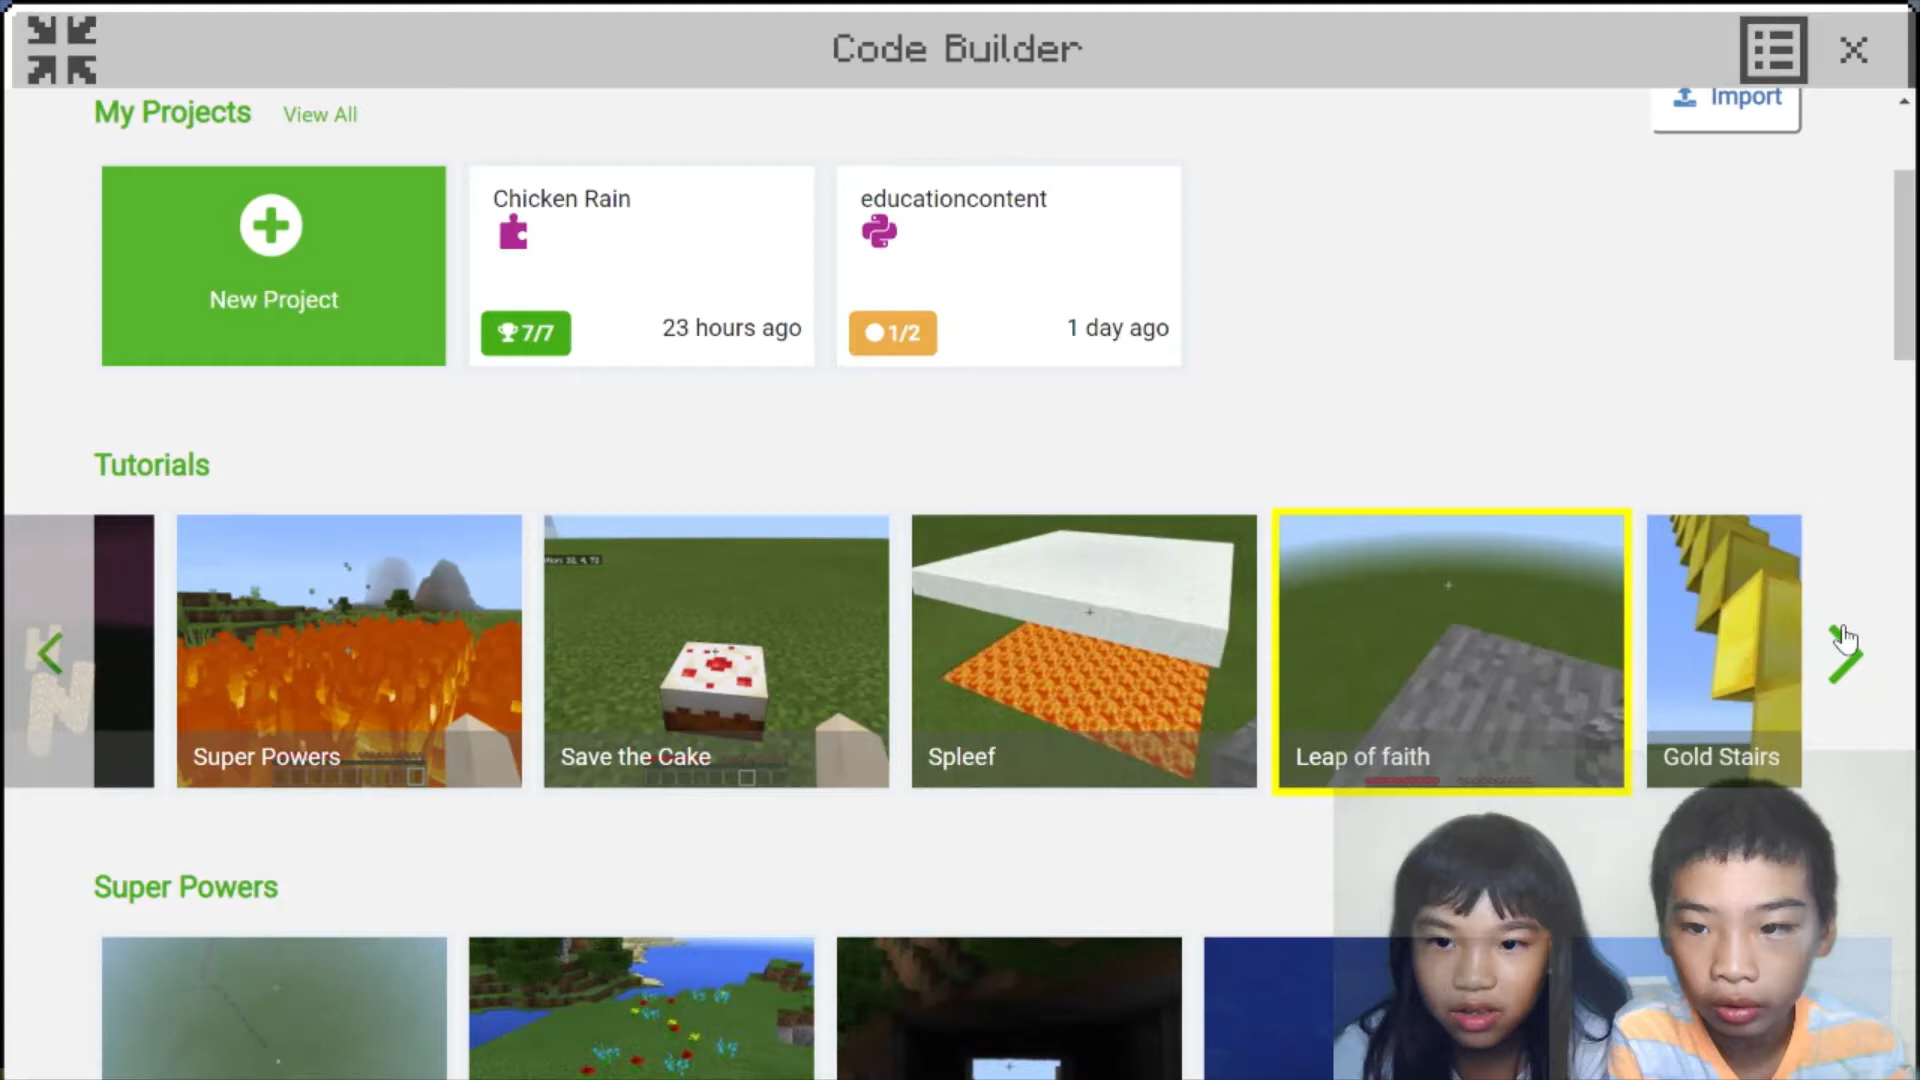 Code Builder
My Projects
View All
Import
New Project
Chicken Rain
7/7
23 hours ago
educationcontent
1/2
1 day ago
Tutorials
Super Powers
Save the Cake
Spleef
Leap of faith
Gold Stairs
Super Powers